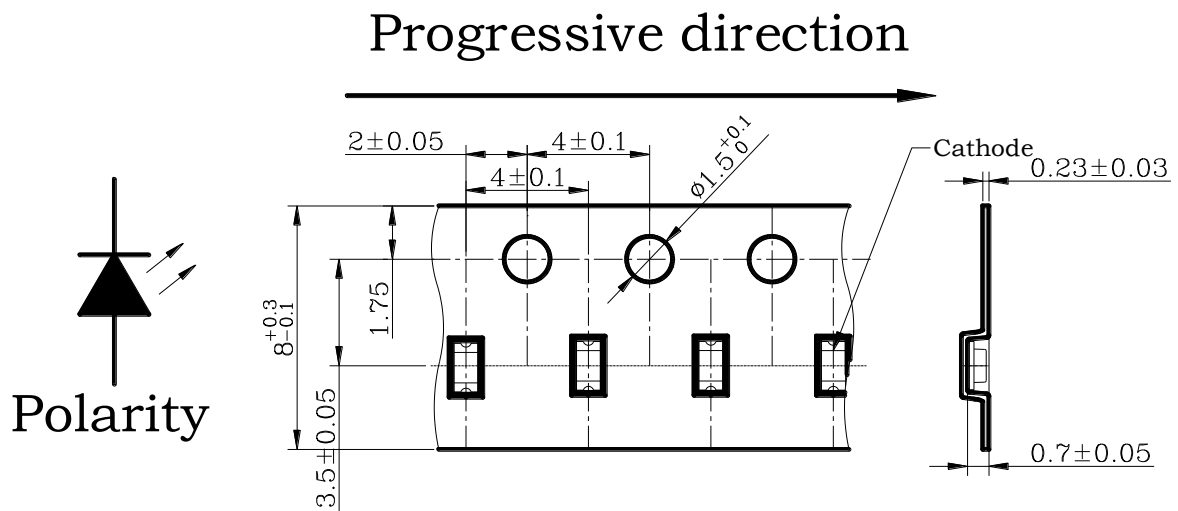 Progressive direction
2±0.05
4±0.1
4±0.1
ø1.5 +0.1 0
Cathode
0.23±0.03
1.75
8 +0.3 -0.1
3.5±0.05
Polarity
0.7±0.05